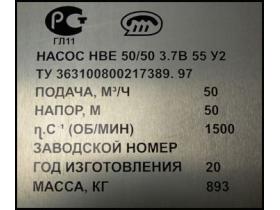 РС
ГЛ11
НАСОС НВЕ 50/50 3.7В 55 У2
ТУ 363100800217389. 97
ПОДАЧА, М³/Ч 50
НАПОР, М 50
η.С⁻¹ (ОБ/МИН) 1500
ЗАВОДСКОЙ НОМЕР
ГОД ИЗГОТОВЛЕНИЯ 20
МАССА, КГ 893